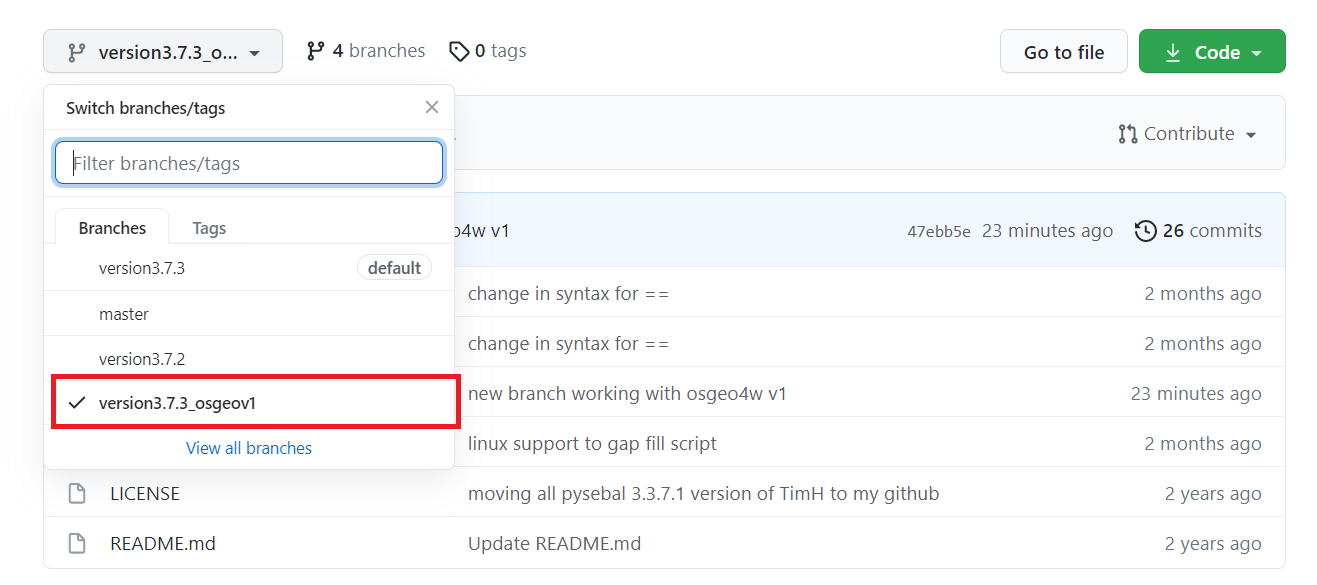 version3.7.3_o... 4 branches 0 tags Go to file Code
Switch branches/tags
Contribute
Filter branches/tags
Branches Tags
o4w v1 47ebb5e 23 minutes ago 26 commits
version3.7.3 default
change in syntax for == 2 months ago
master
change in syntax for == 2 months ago
version3.7.2
new branch working with osgeo4w v1 23 minutes ago
version3.7.3_osgeov1
linux support to gap fill script 2 months ago
View all branches
LICENSE moving all pysebal 3.3.7.1 version of TimH to my github 2 years ago
README.md Update README.md 2 years ago